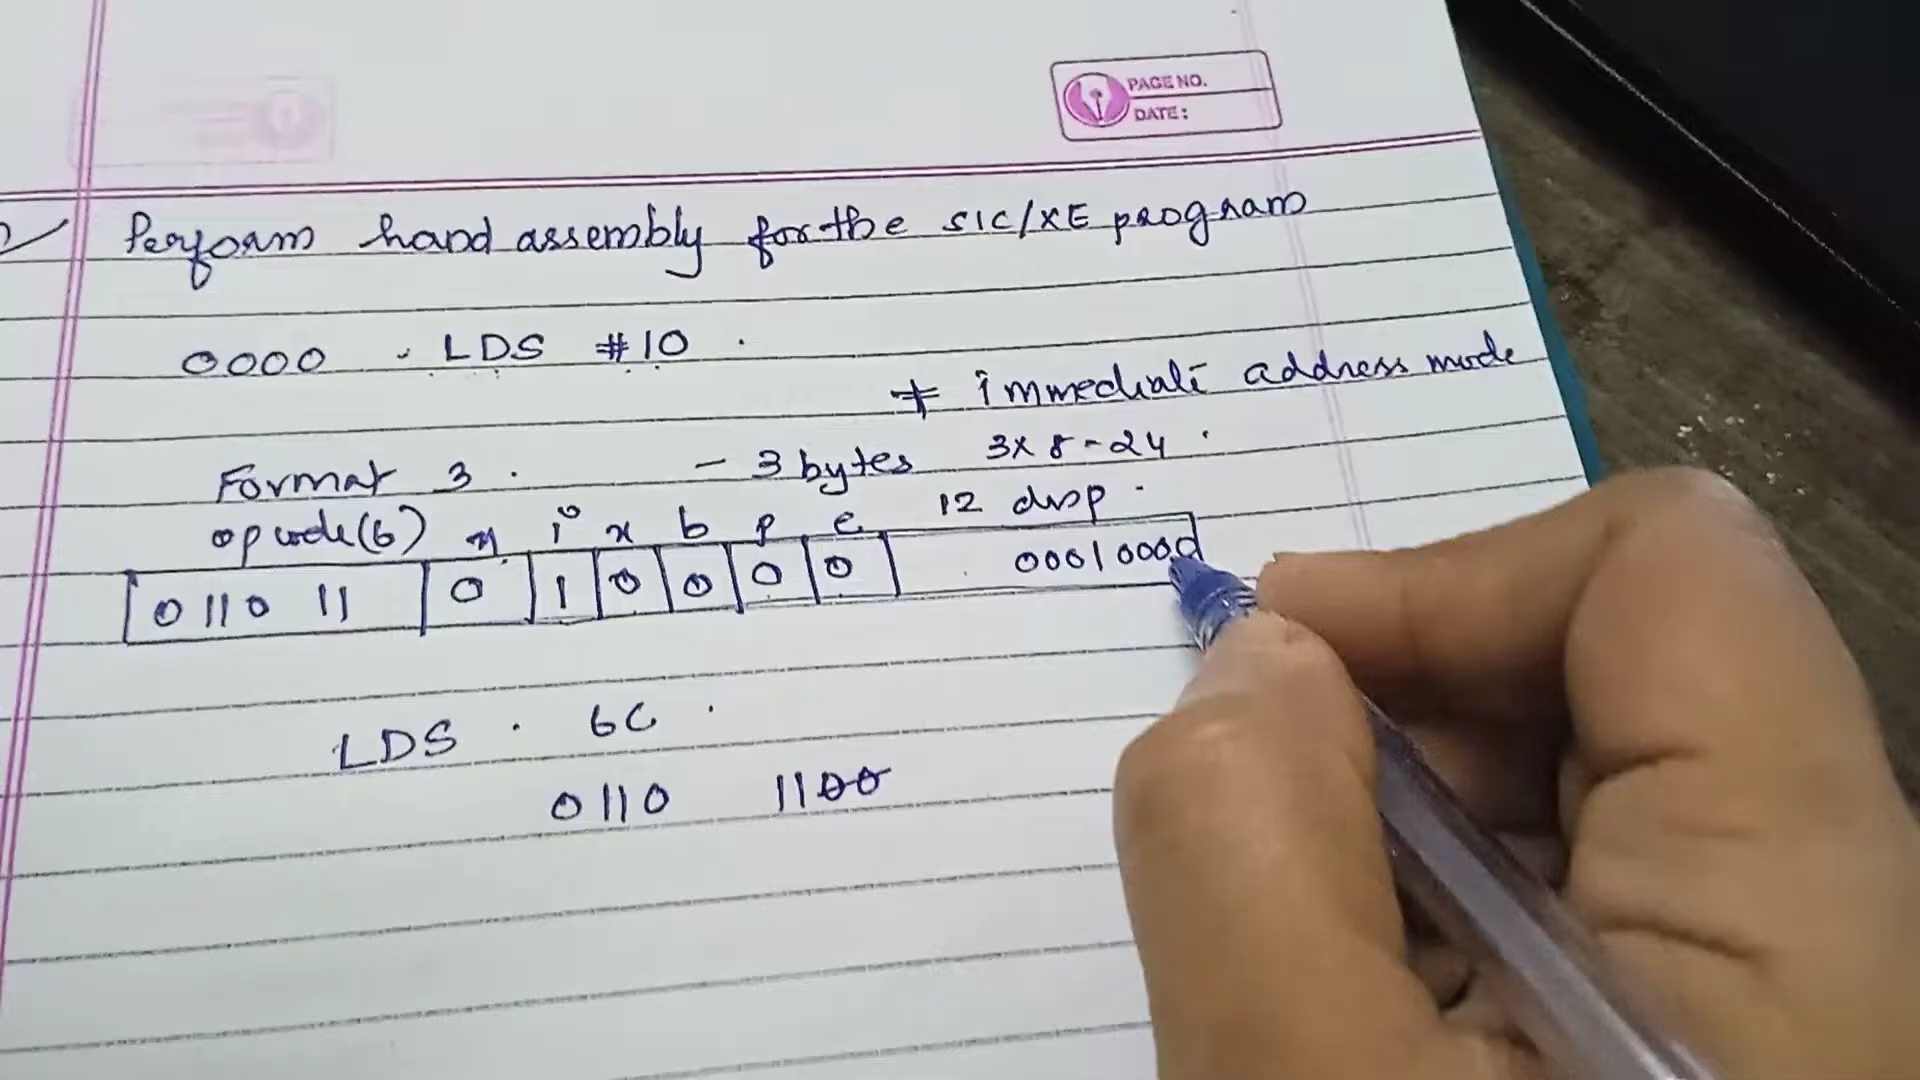 PAGE NO.
DATE:
Perform hand assembly for the SIC/XE program
0000 . LDS #10 .
* immediate address mode
Format 3 . - 3 bytes 3x8-24 .
opcode(6) n i x b p e 12 disp .
0110 11 0 1 0 0 0 0 00010000
LDS . 6C .
0110 1100